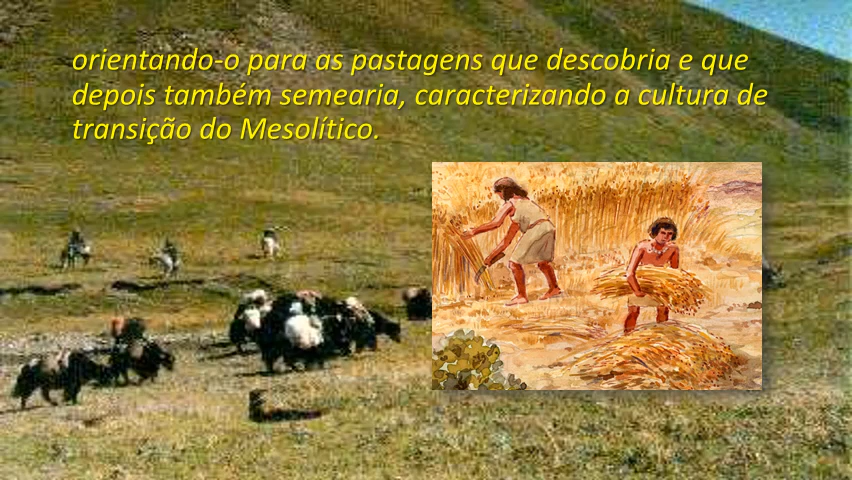 orientando-o para as pastagens que descobria e que
depois também semearia, caracterizando a cultura de
transição do Mesolítico.